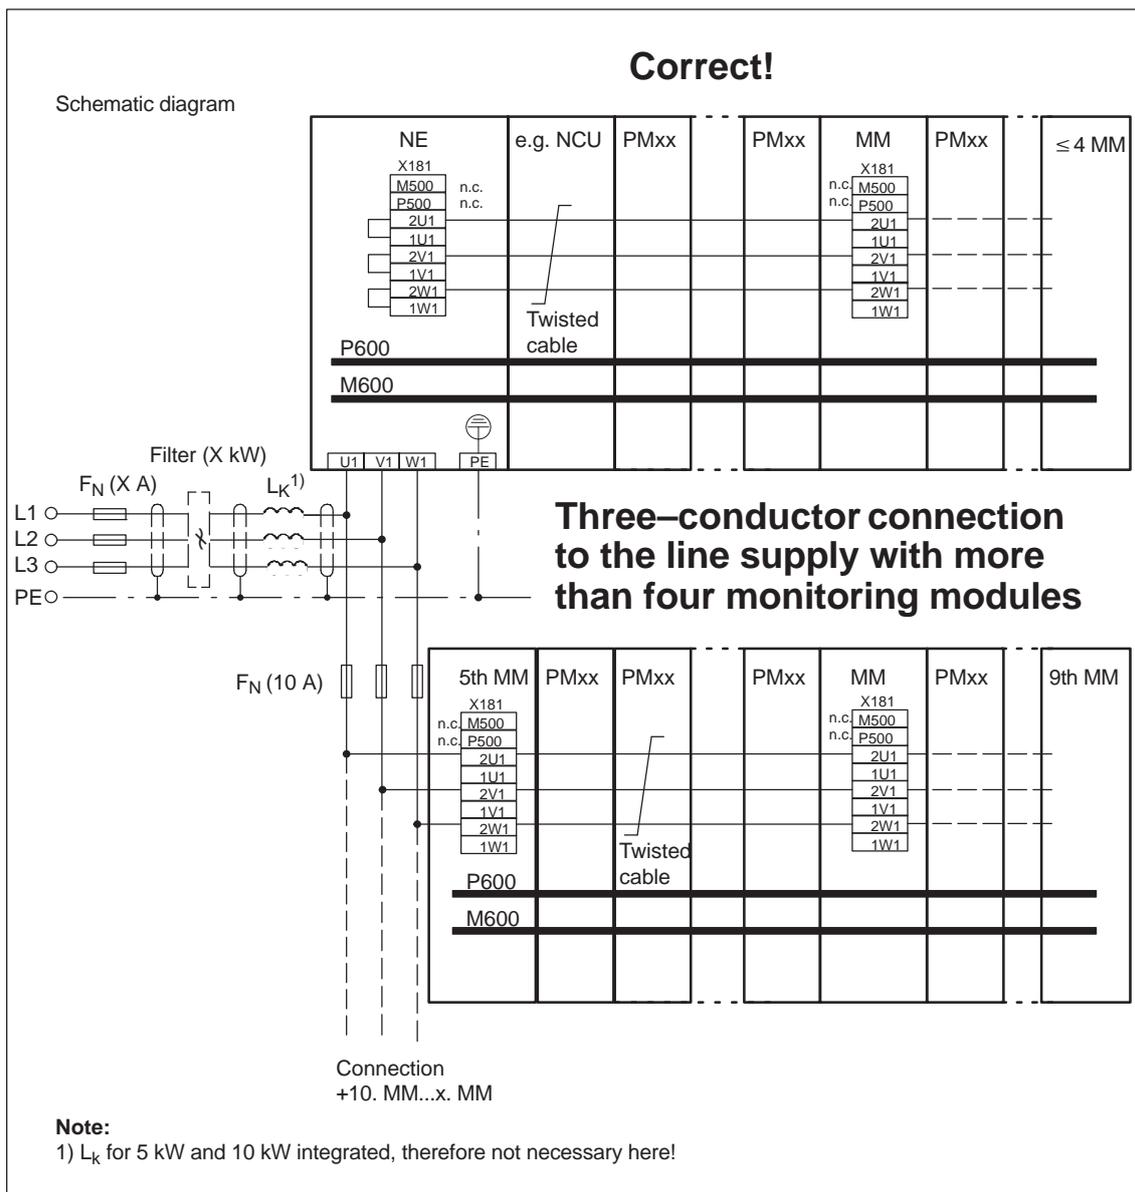 Correct!
Schematic diagram
NE e.g. NCU PMxx PMxx MM PMxx ≤ 4 MM
X181 X181
M500 n.c. n.c. M500
P500 n.c. n.c. P500
2U1 2U1
1U1 1U1
2V1 2V1
1V1 1V1
2W1 2W1
1W1 1W1
Twisted
cable
P600
M600
U1 V1 W1 PE
Filter (X kW)
FN (X A) LK1)
L1
L2
L3
PE
Three–conductor connection
to the line supply with more
than four monitoring modules
FN (10 A)
5th MM PMxx PMxx PMxx MM PMxx 9th MM
X181 X181
n.c. M500 n.c. M500
n.c. P500 n.c. P500
2U1 2U1
1U1 1U1
2V1 2V1
1V1 1V1
2W1 2W1
1W1 1W1
Twisted
cable
P600
M600
Connection
+10. MM...x. MM
Note:
1) Lk for 5 kW and 10 kW integrated, therefore not necessary here!